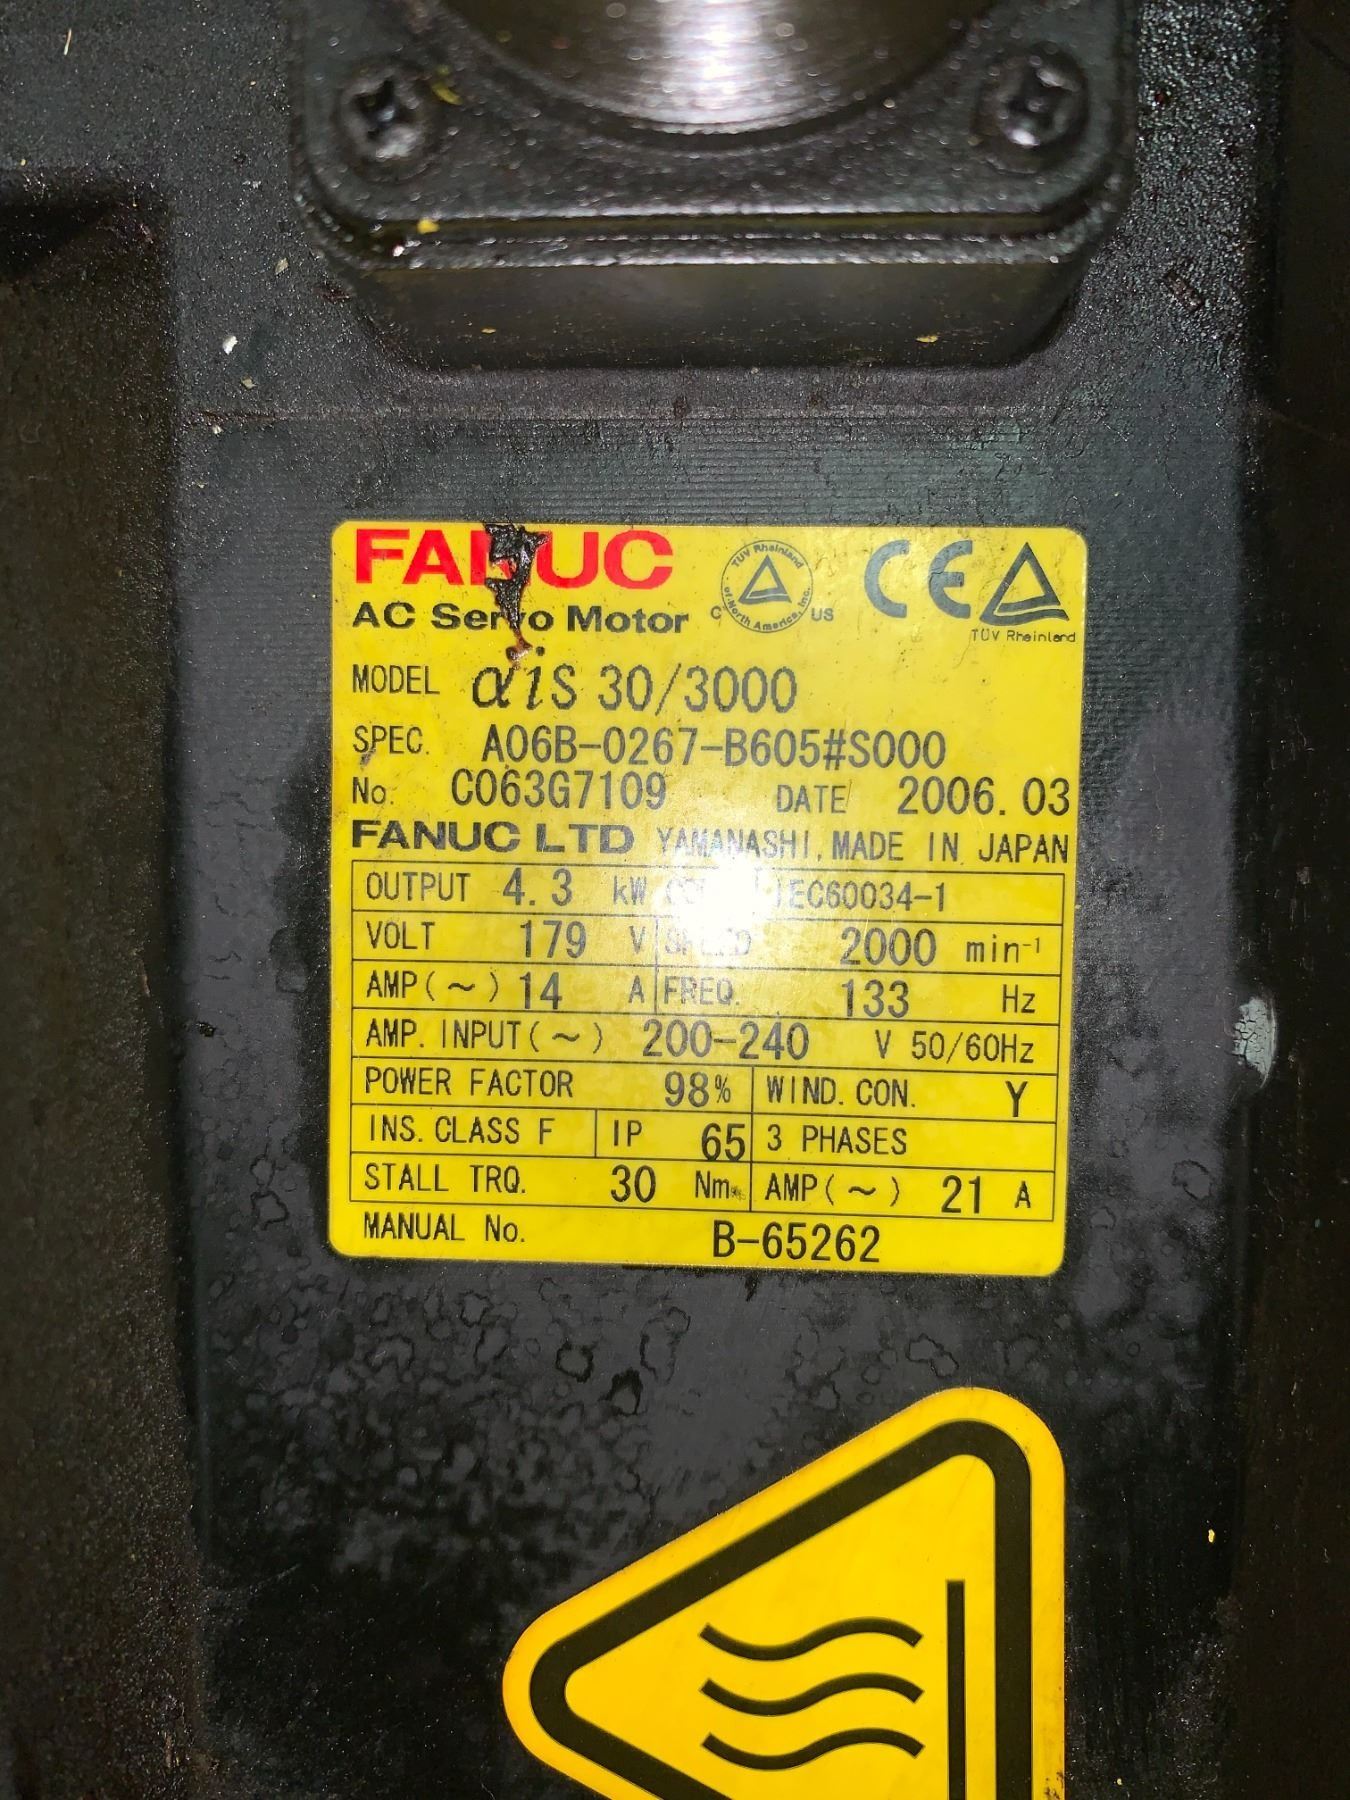 FANUC
AC Servo Motor
TÜV Rheinland of North America, Inc.
C US
CE
TÜV Rheinland
MODEL αiS 30/3000
SPEC. A06B-0267-B605#S000
No. C063G7109 DATE 2006.03
FANUC LTD YAMANASHI, MADE IN JAPAN
OUTPUT 4.3 kW IEC60034-1
VOLT 179 V SPEED 2000 min-1
AMP(~) 14 A FREQ. 133 Hz
AMP. INPUT(~) 200-240 V 50/60Hz
POWER FACTOR 98% WIND. CON. Y
INS. CLASS F IP 65 3 PHASES
STALL TRQ. 30 Nm AMP(~) 21 A
MANUAL No. B-65262